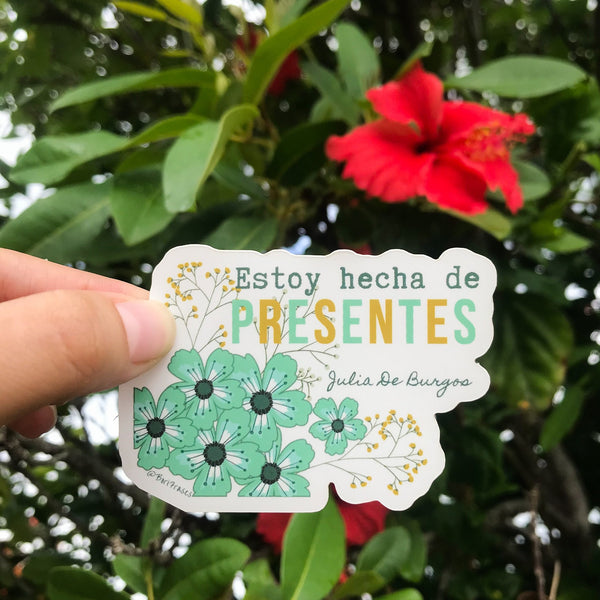 Estoy hecha de
PRESENTES
Julia De Burgos